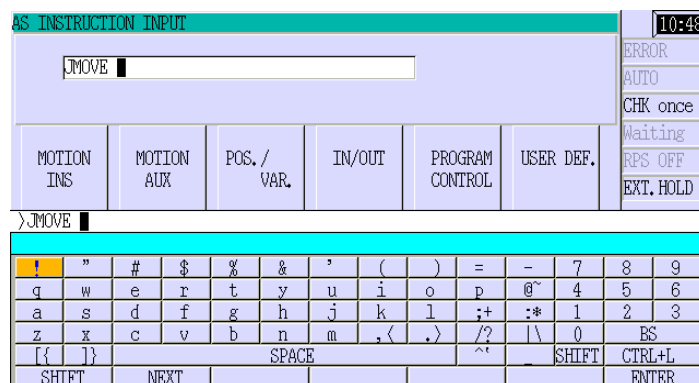 AS INSTRUCTION INPUT 10:48
ERROR
JMOVE
AUTO
CHK once
Waiting
MOTION INS MOTION AUX POS./VAR. IN/OUT PROGRAM CONTROL USER DEF.
RPS OFF
EXT.HOLD
>JMOVE
! " # $ % & ' ( ) = - 7 8 9
q w e r t y u i o p @~ 4 5 6
a s d f g h j k l ;+ :* 1 2 3
z x c v b n m ,< .> /? |\ 0 BS
[{ ]} SPACE ^` _ SHIFT CTRL+L
SHIFT NEXT ENTER